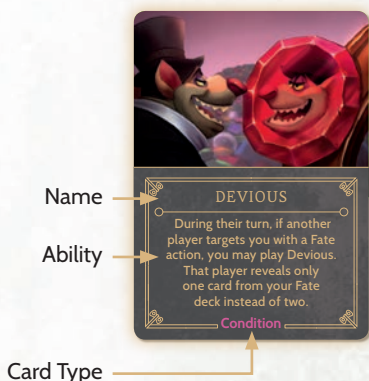 DEVIOUS
Name
During their turn, if another
player targets you with a Fate
Ability
action, you may play Devious.
That player reveals only
one card from your Fate
deck instead of two.
Condition
Card Type